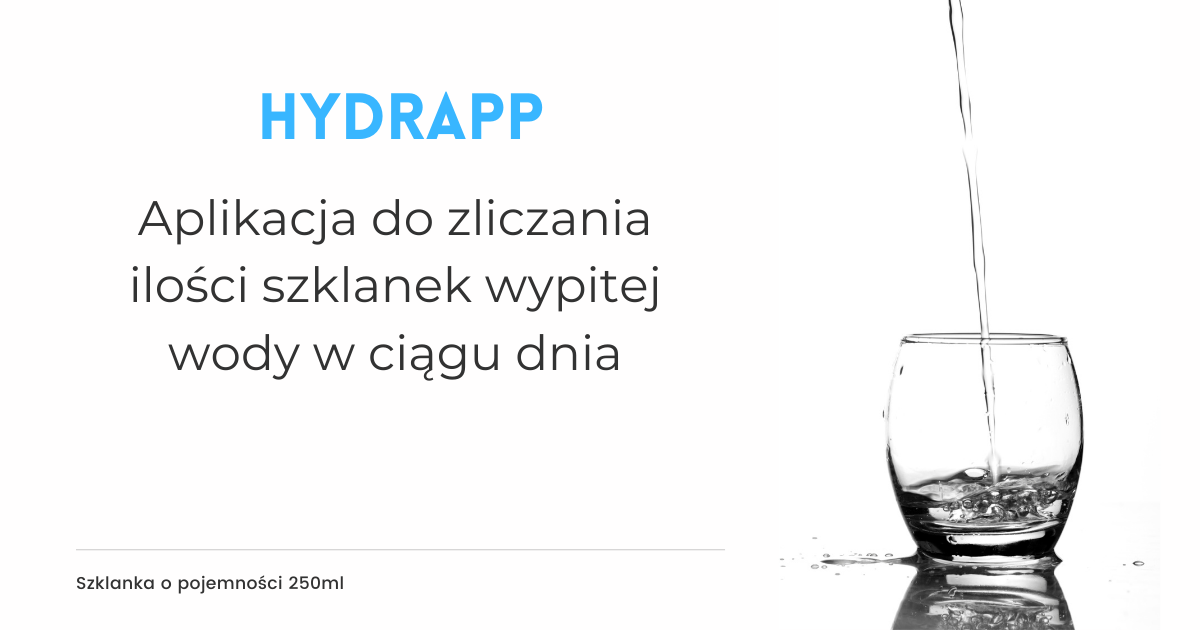 HYDRAPP
Aplikacja do zliczania
ilości szklanek wypitej
wody w ciągu dnia
Szklanka o pojemności 250ml